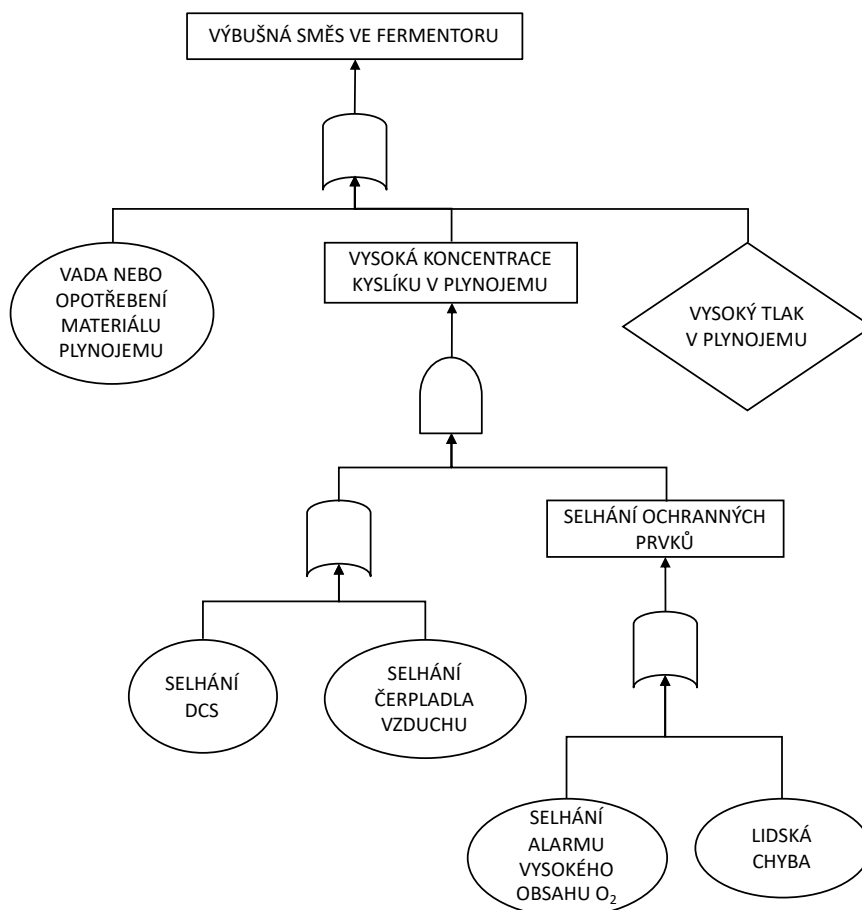 VÝBUŠNÁ SMĚS VE FERMENTORU
VADA NEBO
OPOTŘEBENÍ
MATERIÁLU
PLYNOJEMU
VYSOKÁ KONCENTRACE
KYSLÍKU V PLYNOJEMU
VYSOKÝ TLAK
V PLYNOJEMU
SELHÁNÍ OCHRANNÝCH
PRVKŮ
SELHÁNÍ
DCS
SELHÁNÍ
ČERPLADLA
VZDUCHU
SELHÁNÍ
ALARMU
VYSOKÉHO
OBSAHU O₂
LIDSKÁ
CHYBA